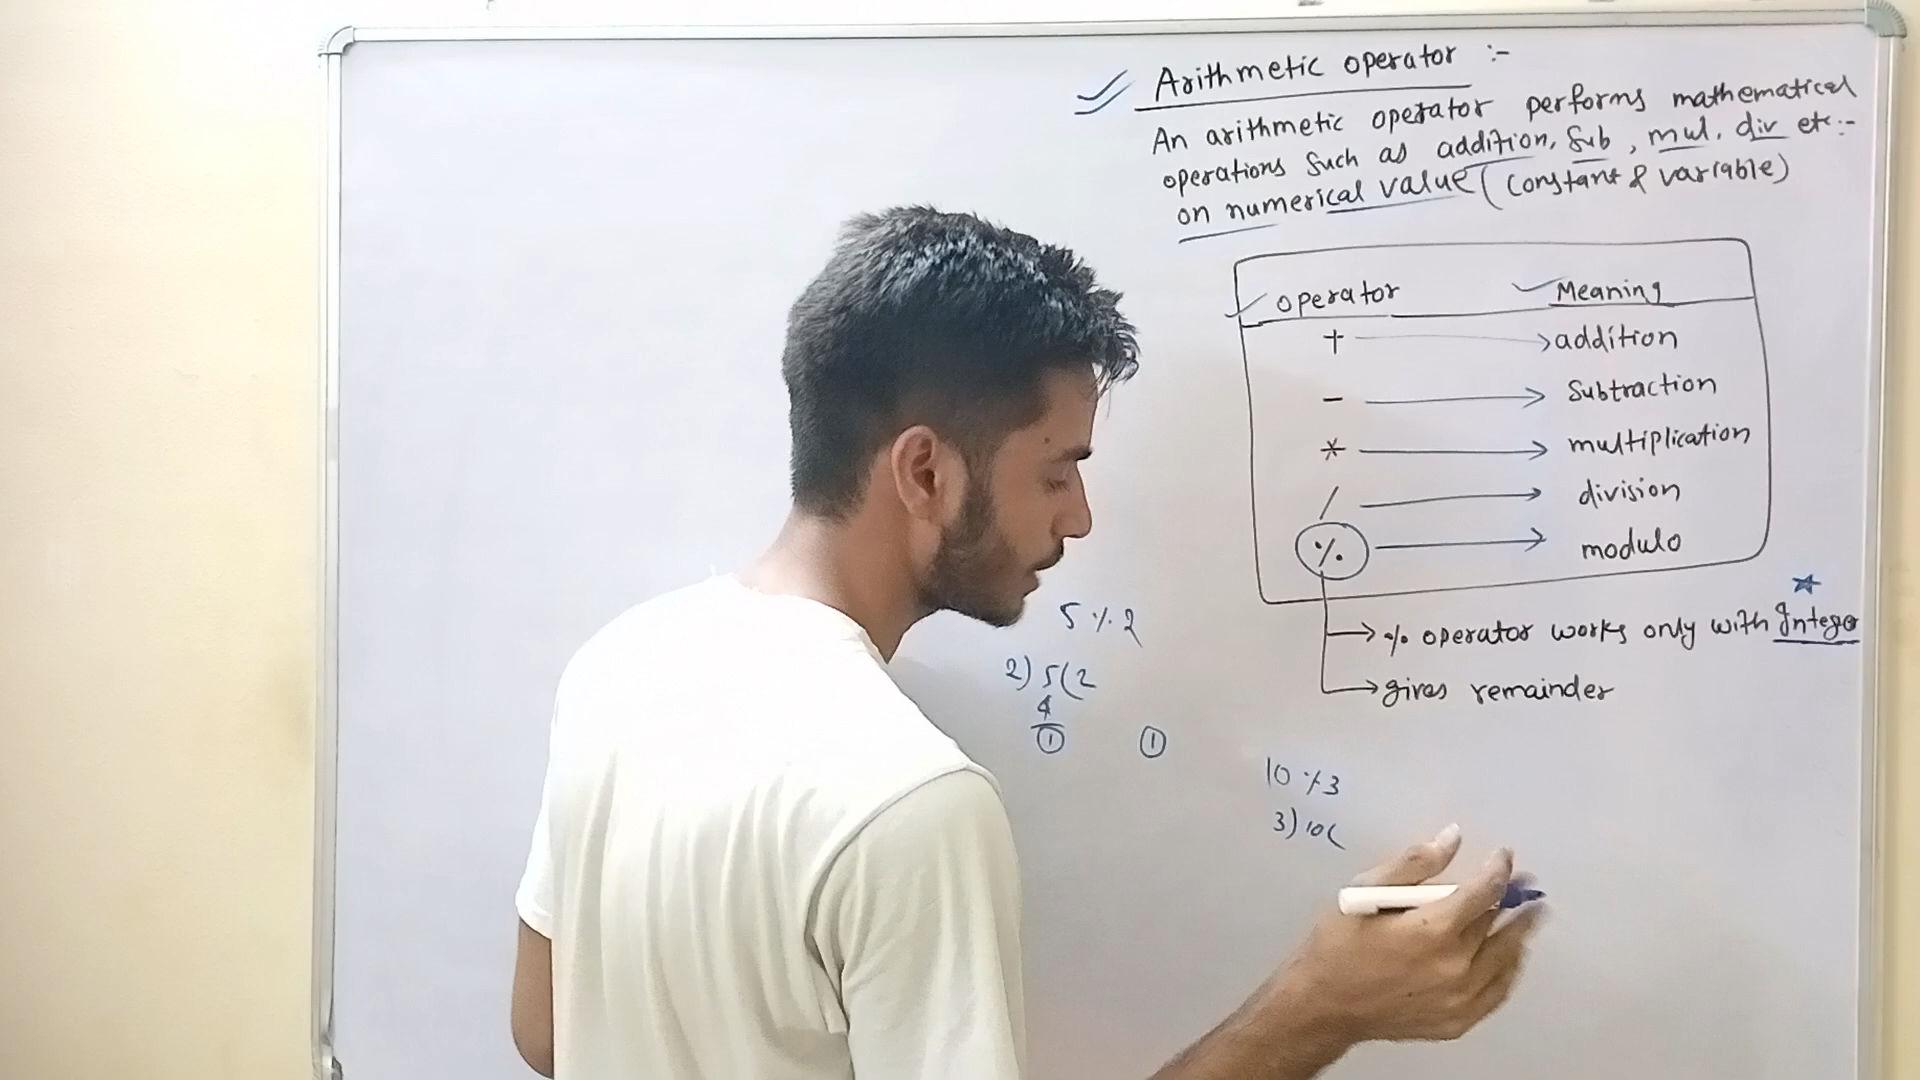 Arithmetic operator :-
An arithmetic operator performs mathematical
operations such as addition, Sub, mul, div etc:-
on numerical value (constant & variable)
operator Meaning
+ addition
- Subtraction
* multiplication
/ division
% modulo
% operator works only with Integer
gives remainder
5 % 2
2) 5 ( 2
4
1 1
10 % 3
3) 10 (